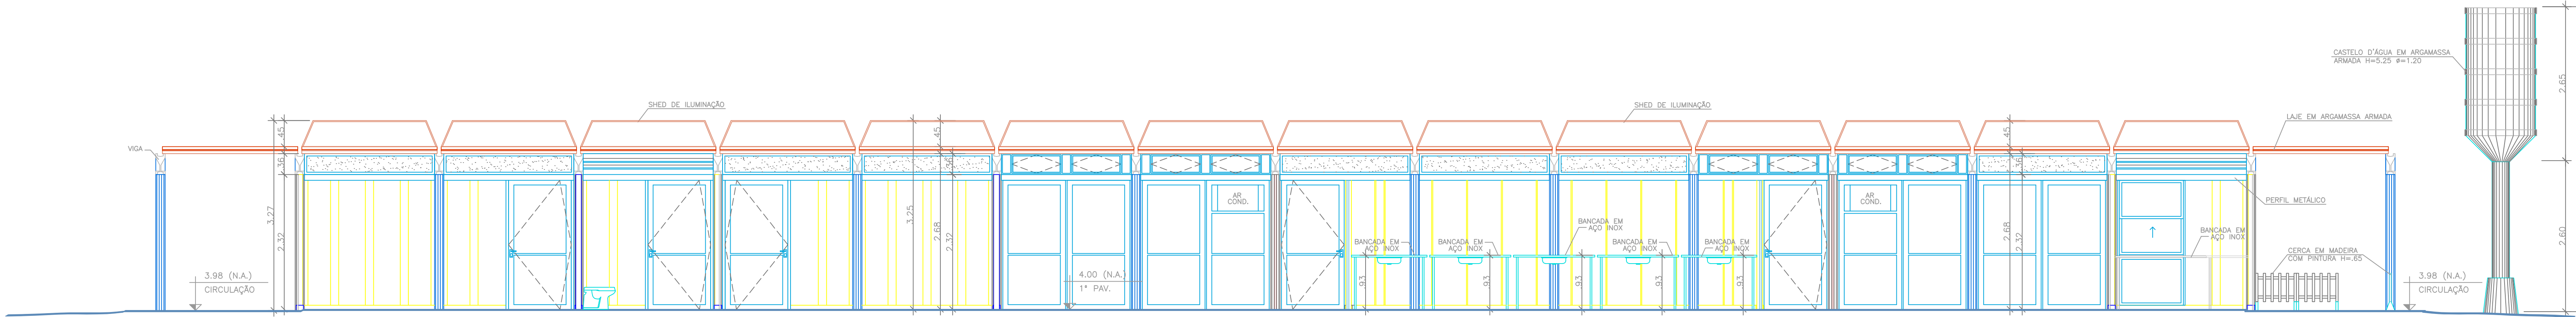 CASTELO D'ÁGUA EM ARGAMASSA
ARMADA H=5.25 ø=1.20
2.65
SHED DE ILUMINAÇÃO
SHED DE ILUMINAÇÃO
LAJE EM ARGAMASSA ARMADA
VIGA
45
36
3.27
2.32
3.25
45
2.68
36
2.32
45
2.68
36
2.32
AR
COND.
AR
COND.
PERFIL METÁLICO
BANCADA EM
AÇO INOX
BANCADA EM
AÇO INOX
BANCADA EM
AÇO INOX
BANCADA EM
AÇO INOX
BANCADA EM
AÇO INOX
BANCADA EM
AÇO INOX
2.60
CERCA EM MADEIRA
COM PINTURA H=.65
3.98 (N.A.)
CIRCULAÇÃO
4.00 (N.A.)
1° PAV.
93
93
93
93
93
3.98 (N.A.)
CIRCULAÇÃO